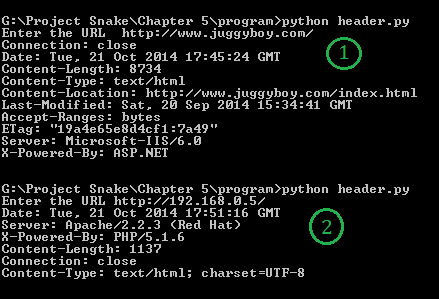 G:\Project Snake\Chapter 5\program>python header.py
Enter the URL  http://www.juggyboy.com/
Connection: close
1
Date: Tue, 21 Oct 2014 17:45:24 GMT
Content-Length: 8734
Content-Type: text/html
Content-Location: http://www.juggyboy.com/index.html
Last-Modified: Sat, 20 Sep 2014 15:34:41 GMT
Accept-Ranges: bytes
ETag: "19a4e65e8d4cf1:7a49"
Server: Microsoft-IIS/6.0
X-Powered-By: ASP.NET
G:\Project Snake\Chapter 5\program>python header.py
Enter the URL http://192.168.0.5/
Date: Tue, 21 Oct 2014 17:51:16 GMT
Server: Apache/2.2.3 (Red Hat)
2
X-Powered-By: PHP/5.1.6
Content-Length: 1137
Connection: close
Content-Type: text/html; charset=UTF-8